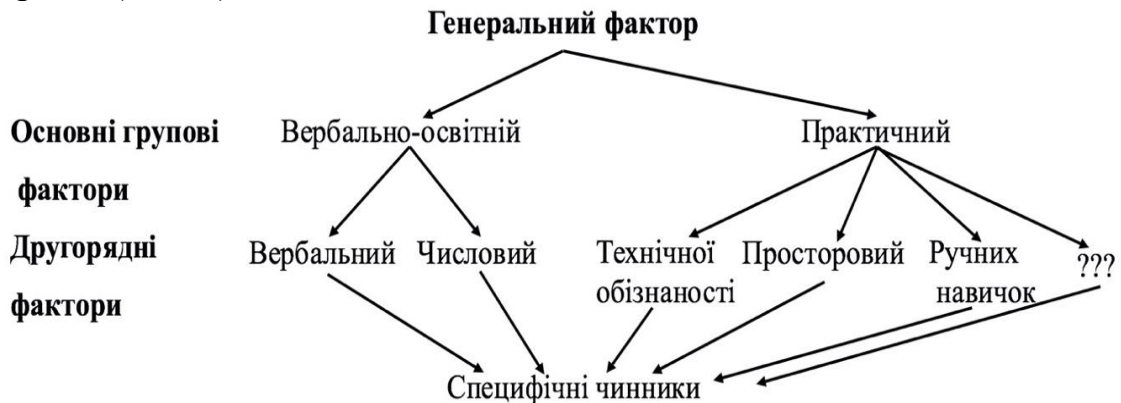 Генеральний фактор
Основні групові Вербально-освітній Практичний
фактори
Другорядні Вербальний Числовий Технічної Просторовий Ручних ???
фактори обізнаності навичок
Специфічні чинники